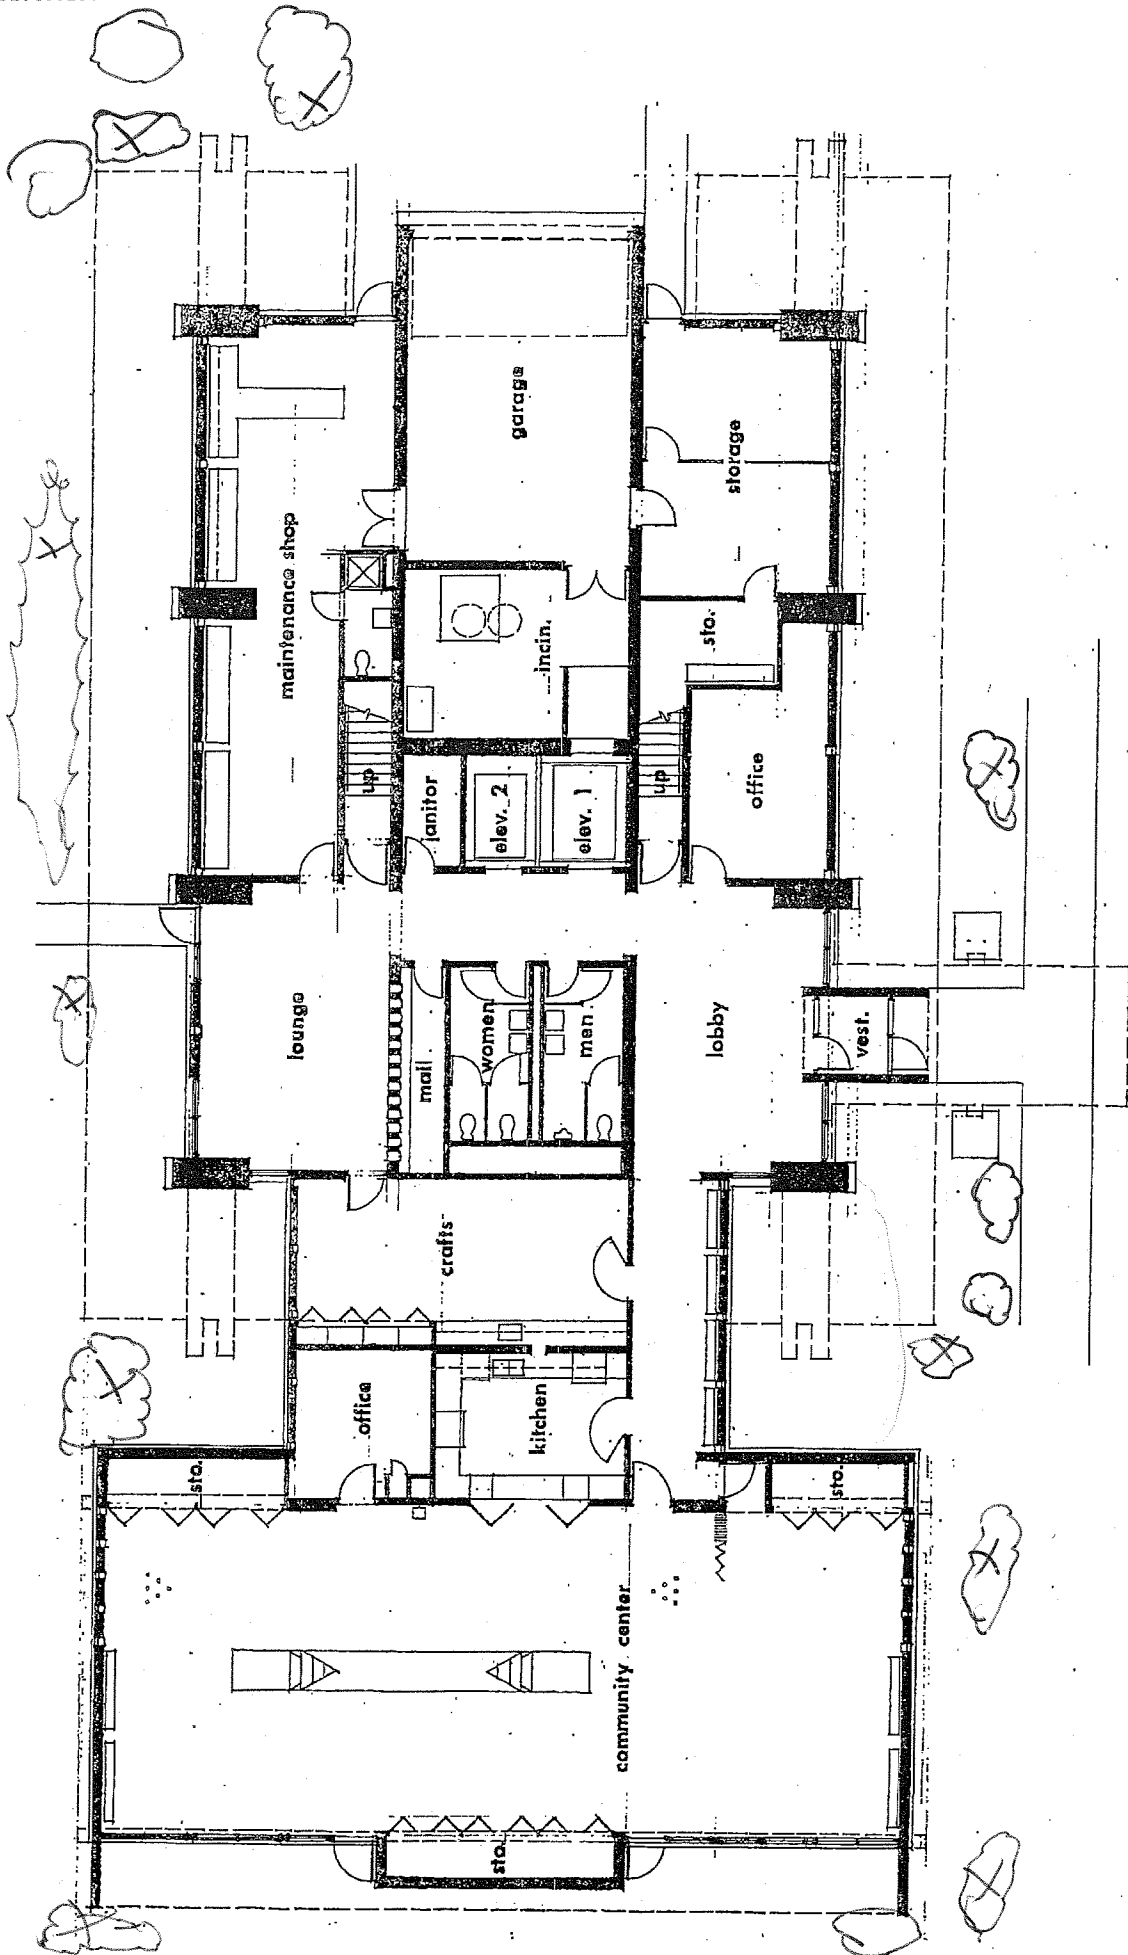 maintenance shop
garage
storage
incin.
sto.
up
janitor
elev. 2
elev. 1
up
office
lounge
mail
women
men
lobby
vest.
crafts
office
kitchen
sto.
sto.
community center
sto.